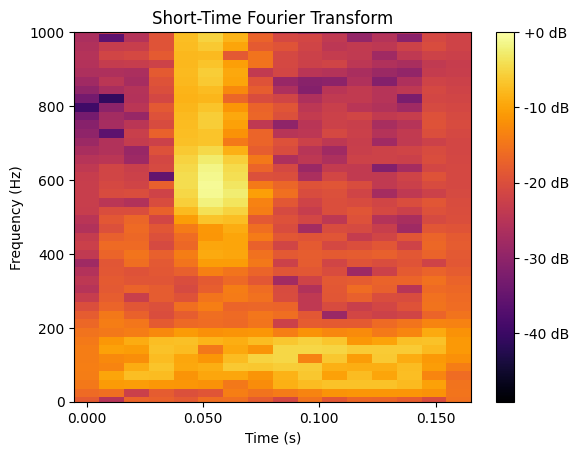 Short-Time Fourier Transform
Frequency (Hz)
1000
800
600
400
200
0
0.000
0.050
0.100
0.150
Time (s)
+0 dB
-10 dB
-20 dB
-30 dB
-40 dB